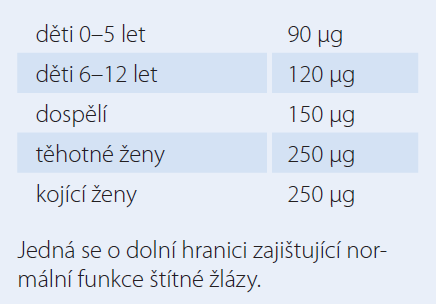 děti 0–5 let 90 μg
děti 6–12 let 120 μg
dospělí 150 μg
těhotné ženy 250 μg
kojící ženy 250 μg
Jedná se o dolní hranici zajištující nor-
mální funkce štítné žlázy.